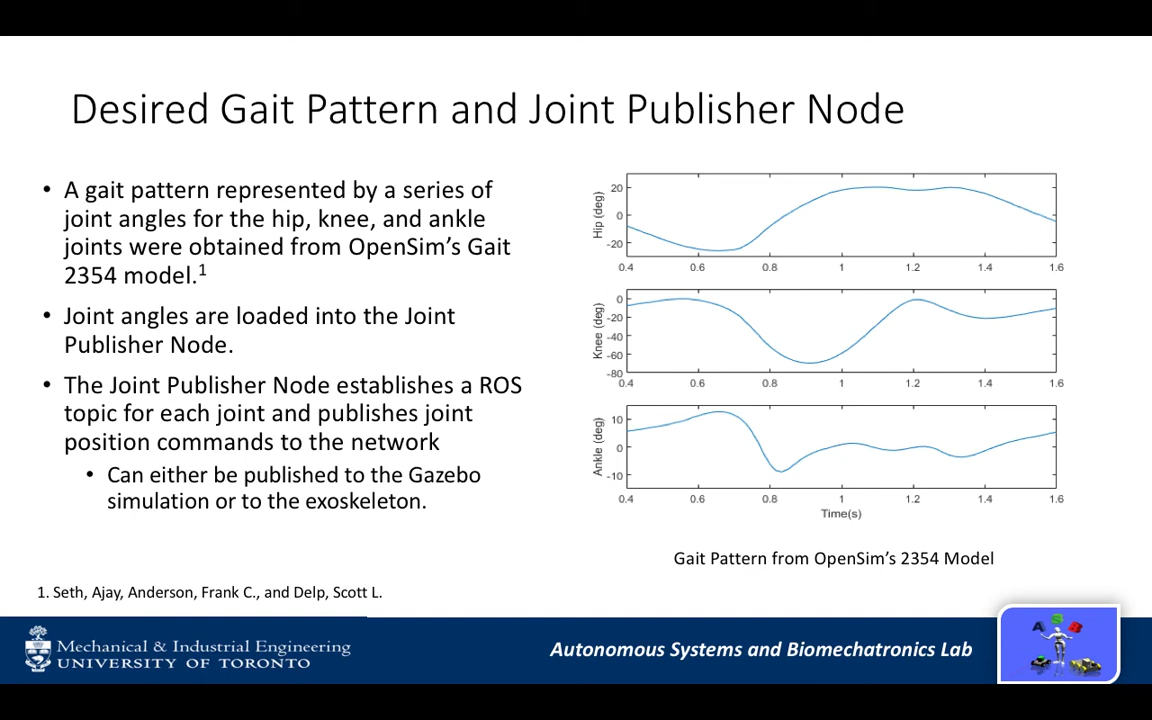 Desired Gait Pattern and Joint Publisher Node
• A gait pattern represented by a series of
joint angles for the hip, knee, and ankle
joints were obtained from OpenSim’s Gait
2354 model.1
• Joint angles are loaded into the Joint
Publisher Node.
• The Joint Publisher Node establishes a ROS
topic for each joint and publishes joint
position commands to the network
• Can either be published to the Gazebo
simulation or to the exoskeleton.
Hip (deg)
20
0
-20
0.4 0.6 0.8 1 1.2 1.4 1.6
Knee (deg)
0
-20
-40
-60
-80
0.4 0.6 0.8 1 1.2 1.4 1.6
Ankle (deg)
10
0
-10
0.4 0.6 0.8 1 1.2 1.4 1.6
Time(s)
Gait Pattern from OpenSim’s 2354 Model
1. Seth, Ajay, Anderson, Frank C., and Delp, Scott L.
Mechanical & Industrial Engineering
UNIVERSITY OF TORONTO
Autonomous Systems and Biomechatronics Lab
A S B